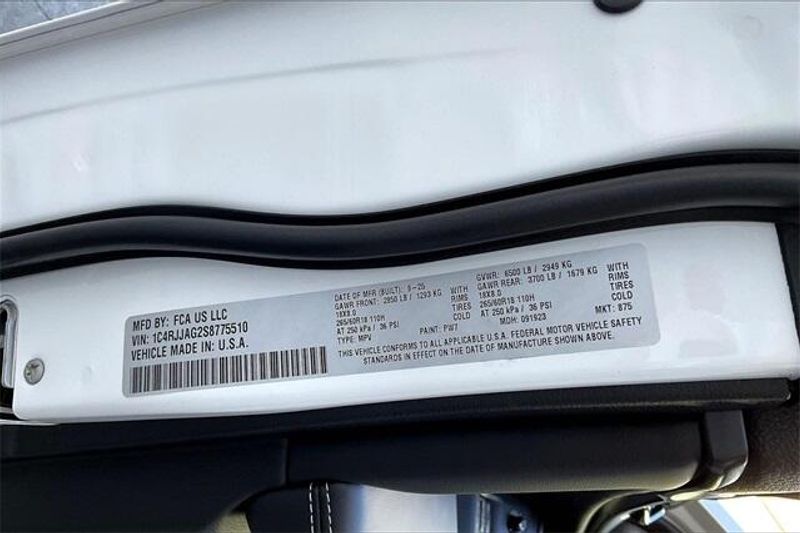 MFD BY: FCA US LLC
VIN: 1C4RJJAG2S8775510
VEHICLE MADE IN U.S.A.
DATE OF MFR (BUILT): 9-25
GAWR FRONT: 2850 LB / 1293 KG WITH
18X8.0 RIMS
265/60R18 110H TIRES
AT 250 kPa / 36 PSI COLD
TYPE: MPV PAINT: PW7
GVWR: 6500 LB / 2949 KG
GAWR REAR: 3700 LB / 1679 KG WITH
18X8.0 RIMS
265/60R18 110H TIRES
AT 250 kPa / 36 PSI COLD
MDH: 091923 MKT: 875
THIS VEHICLE CONFORMS TO ALL APPLICABLE U.S.A. FEDERAL MOTOR VEHICLE SAFETY
STANDARDS IN EFFECT ON THE DATE OF MANUFACTURE SHOWN ABOVE.